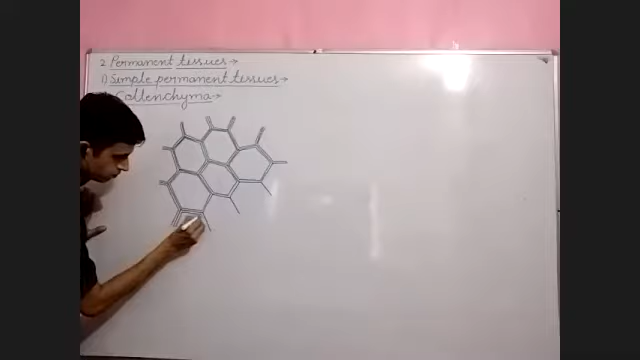 2 Permanent tissues →
1) Simple permanent tissues →
Collenchyma →